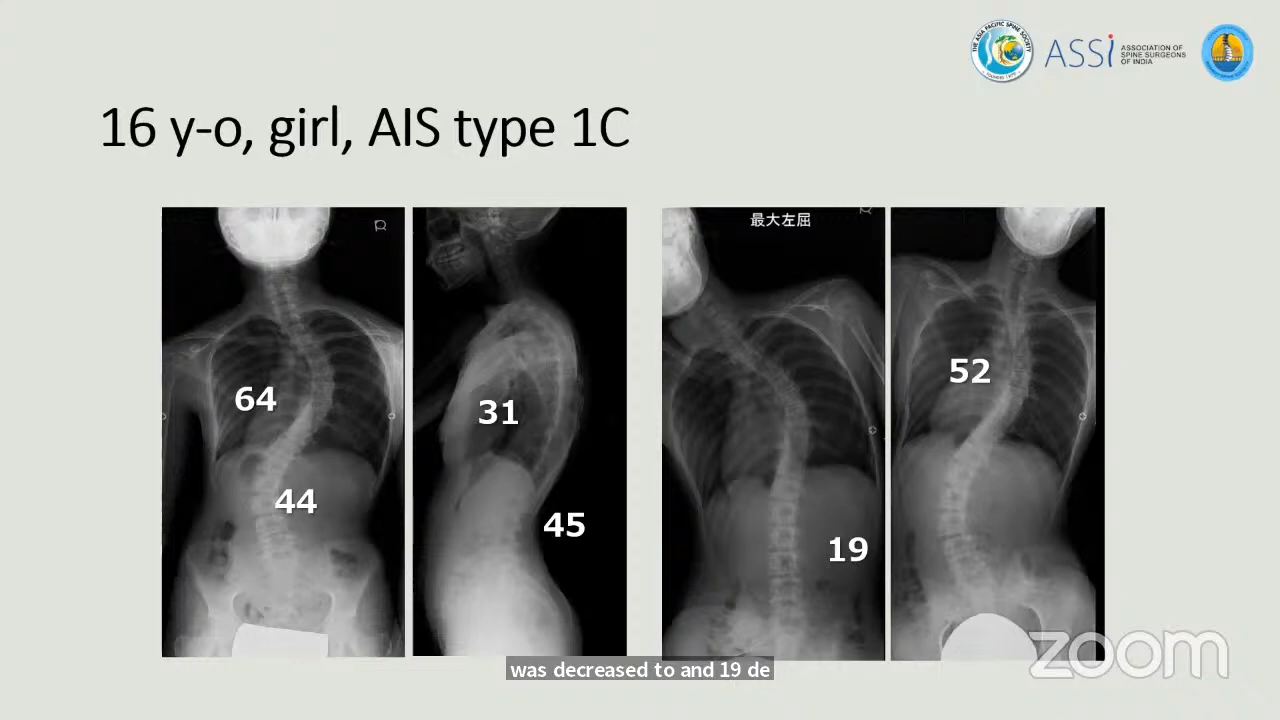 ASSi
ASSOCIATION OF
SPINE SURGEONS
OF INDIA
16 y-o, girl, AIS type 1C
最大左屈
R
64
44
31
45
19
52
zoom
was decreased to and 19 de